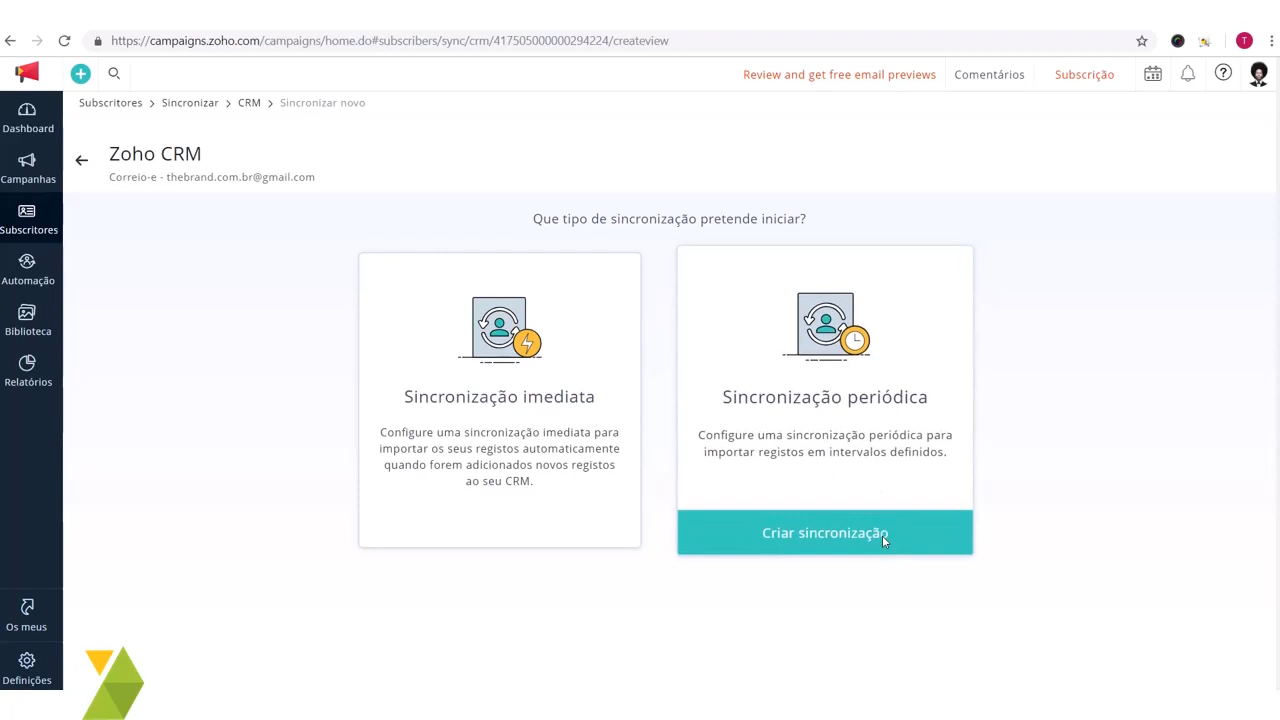 https://campaigns.zoho.com/campaigns/home.do#subscribers/sync/crm/417505000000294224/createview
T
Review and get free email previews
Comentários
Subscrição
Subscritores > Sincronizar > CRM > Sincronizar novo
Dashboard
Campanhas
Subscritores
Automação
Biblioteca
Relatórios
Os meus
Definições
Zoho CRM
Correio-e - thebrand.com.br@gmail.com
Que tipo de sincronização pretende iniciar?
Sincronização imediata
Configure uma sincronização imediata para
importar os seus registos automaticamente
quando forem adicionados novos registos
ao seu CRM.
Sincronização periódica
Configure uma sincronização periódica para
importar registos em intervalos definidos.
Criar sincronização